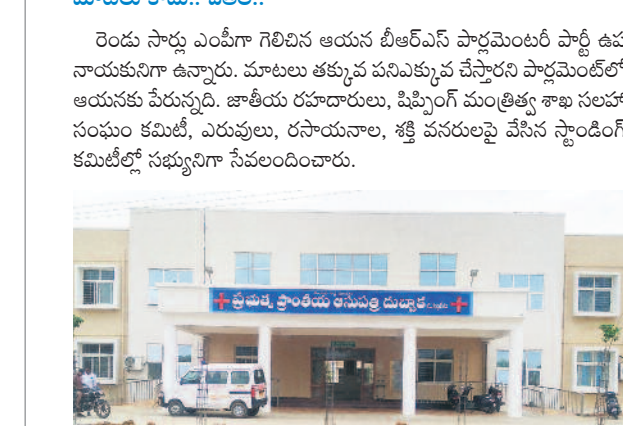 రెండు సార్లు ఎంపీగా గెలిచిన ఆయన బీఆర్ఎస్ పార్లమెంటరీ పార్టీ ఉప
నాయకునిగా ఉన్నారు. మాటలు తక్కువ పనిఎక్కువ చేస్తారని పార్లమెంట్‌లో
ఆయనకు పేరున్నది. జాతీయ రహదారులు, షిప్పింగ్ మంత్రిత్వ శాఖ సలహా
సంఘం కమిటీ, ఎరువులు, రసాయనాల, శక్తి వనరులపై వేసిన స్టాండింగ్
కమిటీల్లో సభ్యునిగా సేవలందించారు.
ప్రభుత్వ ప్రాంతీయ ఆసుపత్రి దుబ్బాక